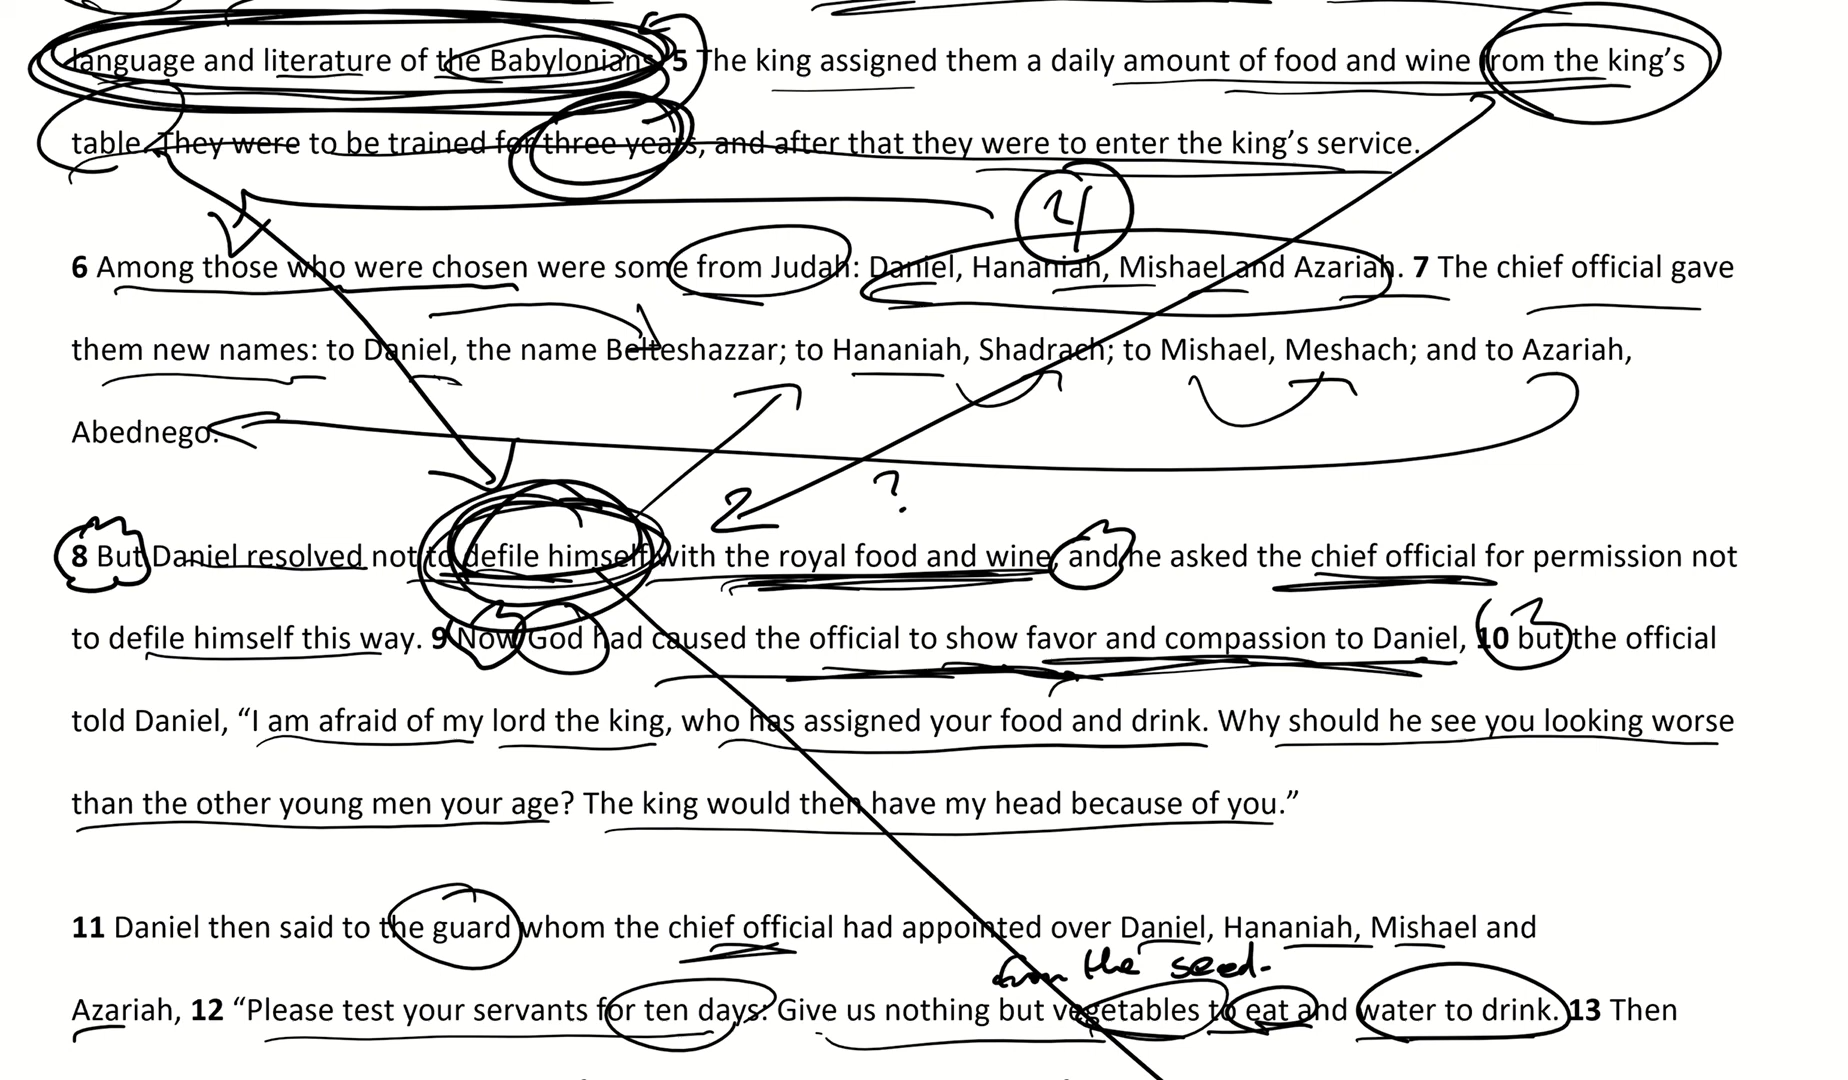 language and literature of the Babylonians. 5 The king assigned them a daily amount of food and wine from the king’s
table. They were to be trained for three years, and after that they were to enter the king’s service.
4
6 Among those who were chosen were some from Judah: Daniel, Hananiah, Mishael and Azariah. 7 The chief official gave
them new names: to Daniel, the name Belteshazzar; to Hananiah, Shadrach; to Mishael, Meshach; and to Azariah,
Abednego.
2 ?
8 But Daniel resolved not to defile himself with the royal food and wine, and he asked the chief official for permission not
to defile himself this way. 9 Now God had caused the official to show favor and compassion to Daniel, 10 but the official
told Daniel, “I am afraid of my lord the king, who has assigned your food and drink. Why should he see you looking worse
than the other young men your age? The king would then have my head because of you.”
11 Daniel then said to the guard whom the chief official had appointed over Daniel, Hananiah, Mishael and
from the seed.
Azariah, 12 “Please test your servants for ten days: Give us nothing but vegetables to eat and water to drink. 13 Then